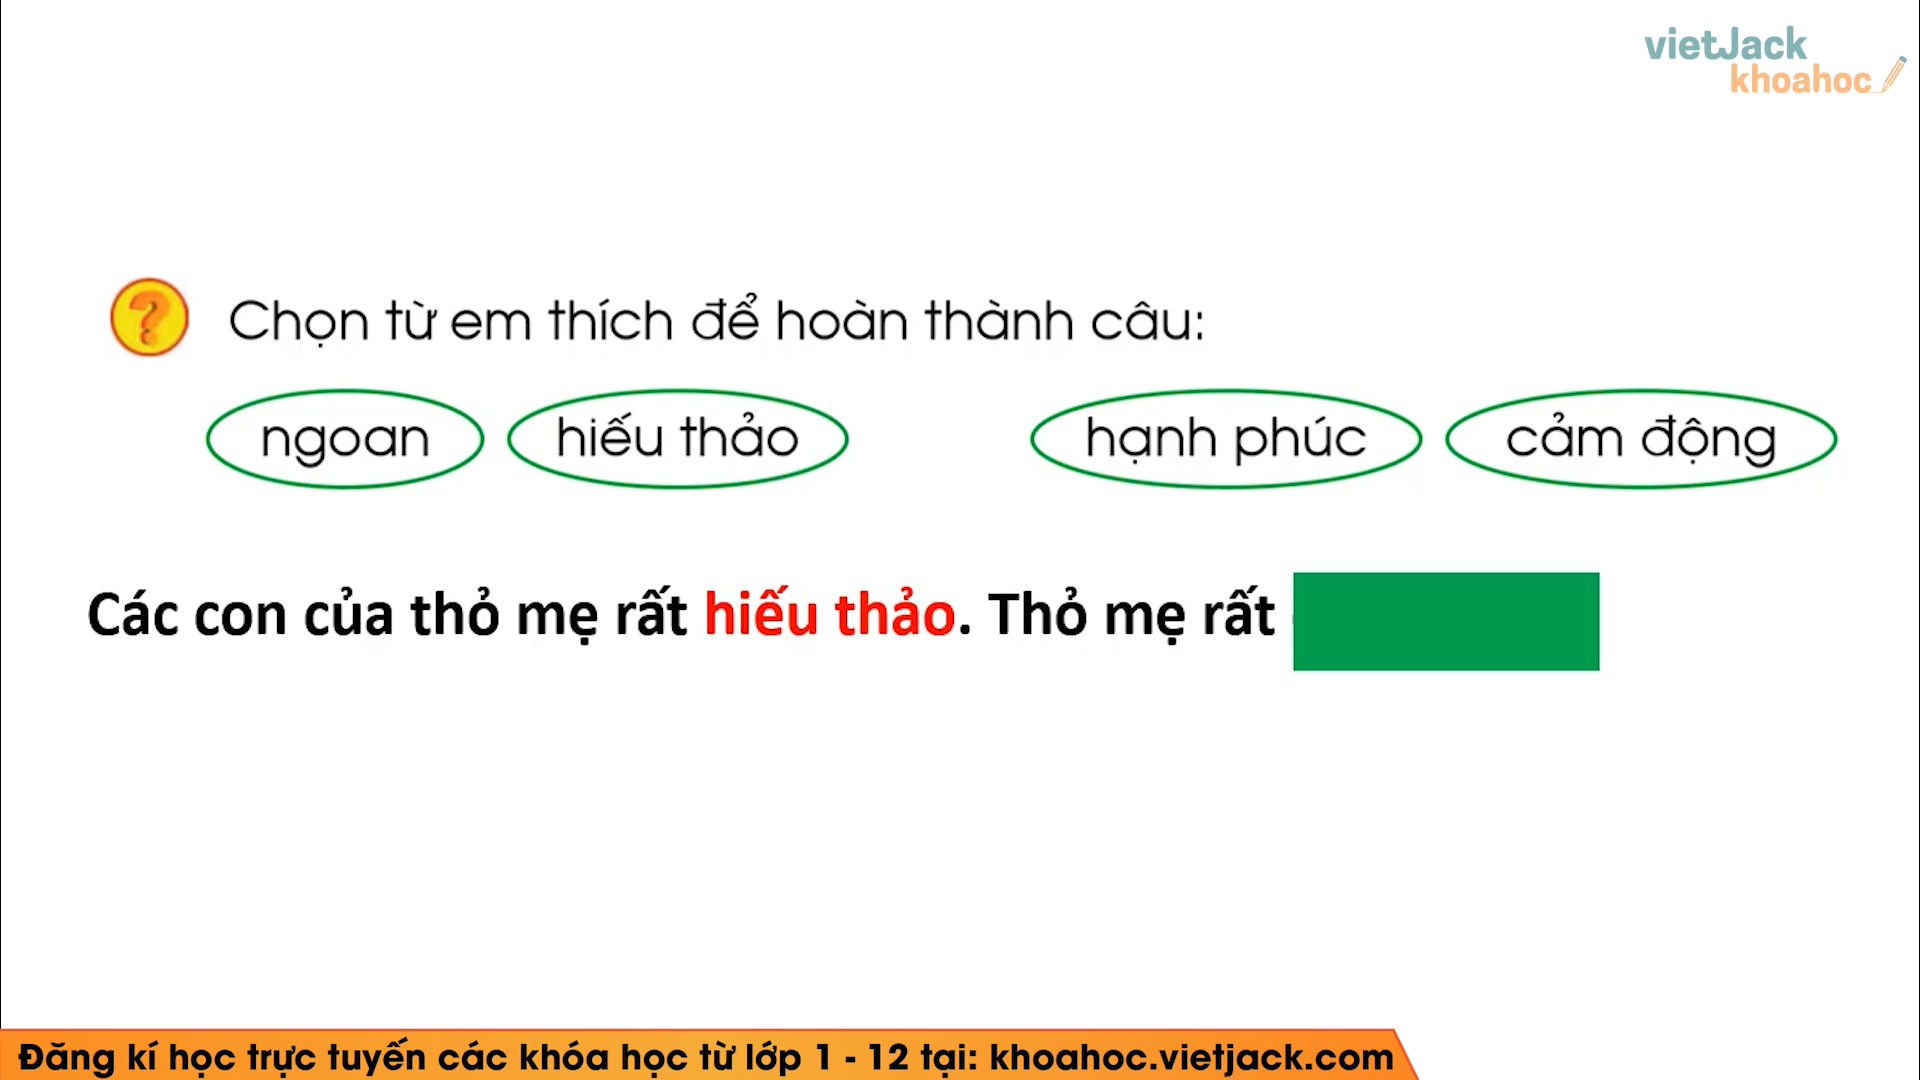 vietJack
khoahoc
Chọn từ em thích để hoàn thành câu:
ngoan hiếu thảo hạnh phúc cảm động
Các con của thỏ mẹ rất hiếu thảo. Thỏ mẹ rất
Đăng kí học trực tuyến các khóa học từ lớp 1 - 12 tại: khoahoc.vietjack.com